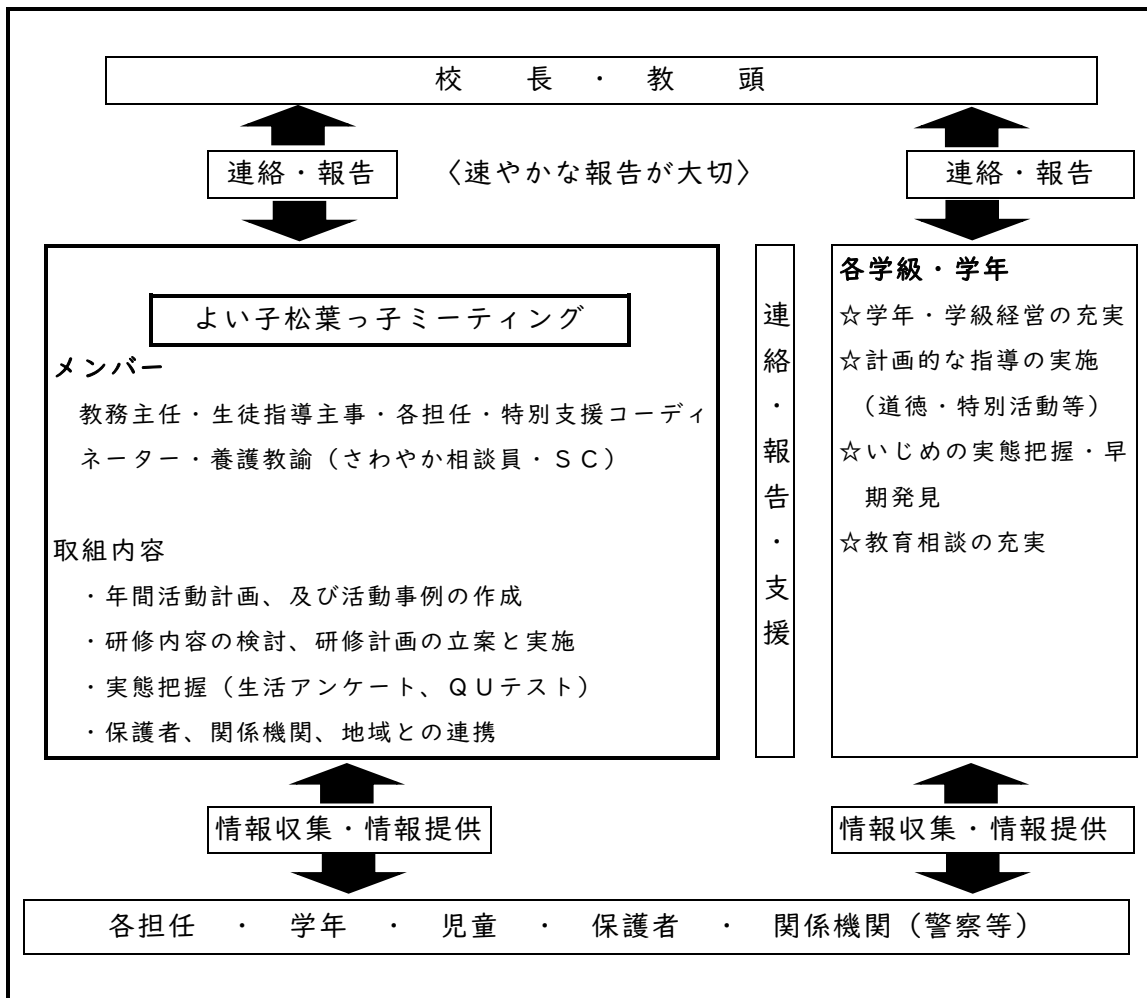 校長・教頭
連絡・報告
〈速やかな報告が大切〉
連絡・報告
よい子松葉っ子ミーティング
メンバー
教務主任・生徒指導主事・各担任・特別支援コーディ
ネーター・養護教諭（さわやか相談員・ＳＣ）
取組内容
・年間活動計画、及び活動事例の作成
・研修内容の検討、研修計画の立案と実施
・実態把握（生活アンケート、ＱＵテスト）
・保護者、関係機関、地域との連携
連絡・報告・支援
各学級・学年
☆学年・学級経営の充実
☆計画的な指導の実施
（道徳・特別活動等）
☆いじめの実態把握・早
期発見
☆教育相談の充実
情報収集・情報提供
情報収集・情報提供
各担任　・　学年　・　児童　・　保護者　・　関係機関（警察等）